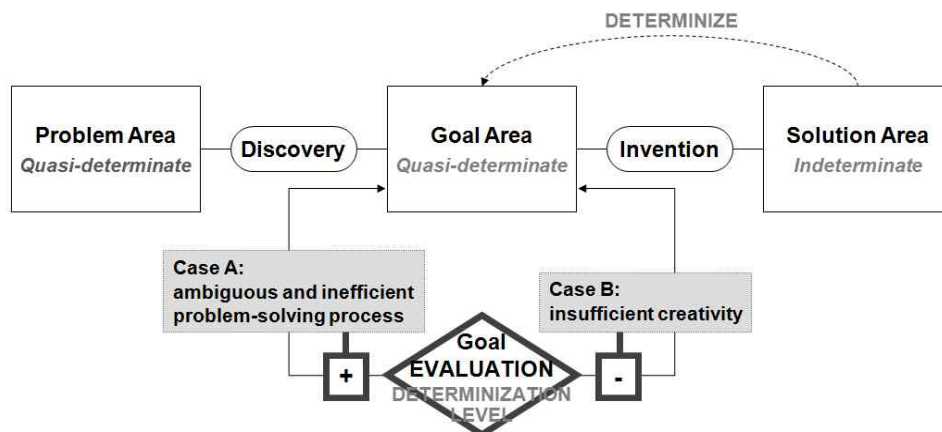 DETERMINIZE
Problem Area
Quasi-determinate
Discovery
Goal Area
Quasi-determinate
Invention
Solution Area
Indeterminate
Case A:
ambiguous and inefficient
problem-solving process
Case B:
insufficient creativity
+
Goal
EVALUATION
DETERMINIZATION
LEVEL
-